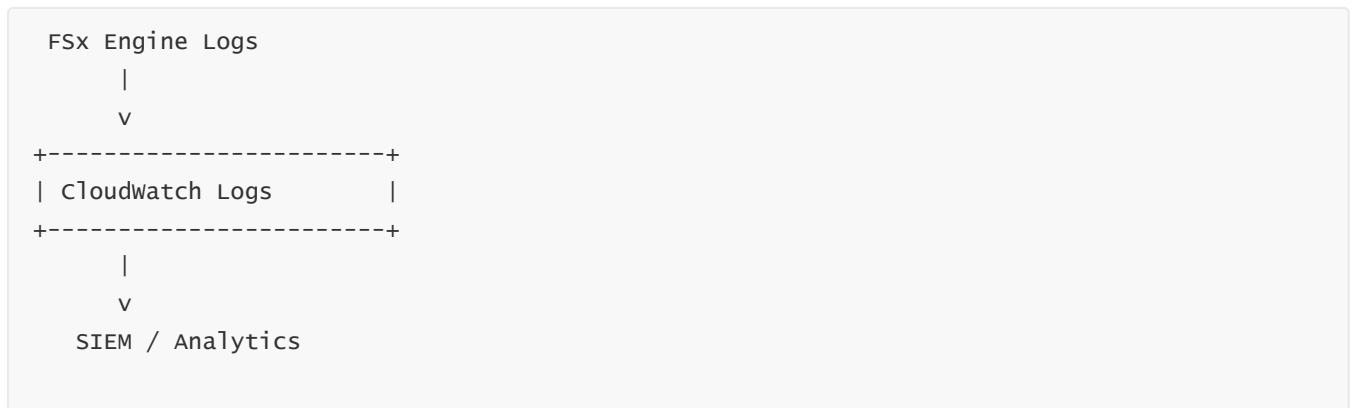 FSx Engine Logs
|
v
+------------------------+
| CloudWatch Logs        |
+------------------------+
|
v
SIEM / Analytics